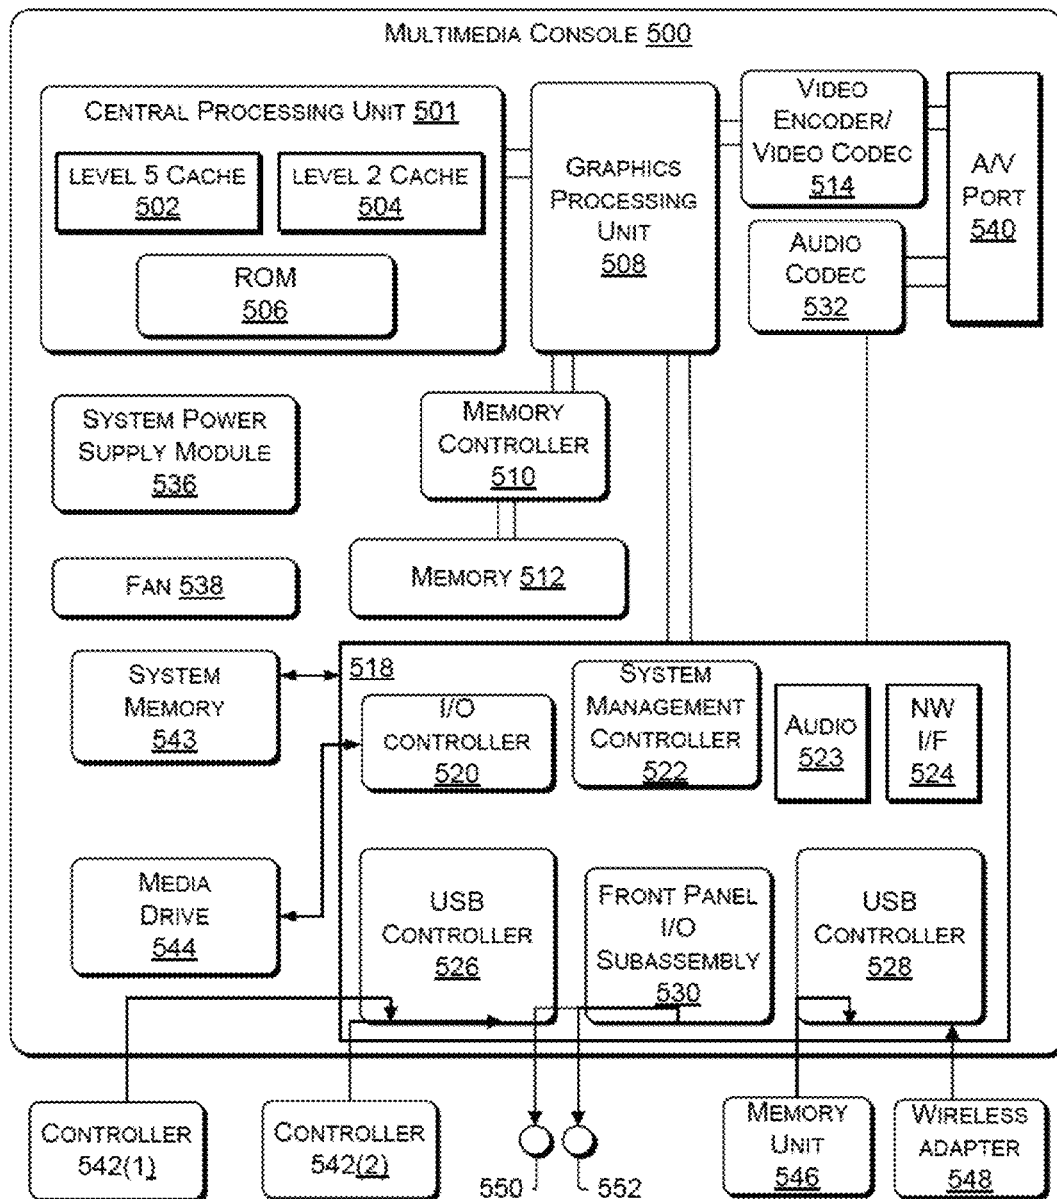 MULTIMEDIA CONSOLE 500
CENTRAL PROCESSING UNIT 501
LEVEL 5 CACHE
502
LEVEL 2 CACHE
504
ROM
506
GRAPHICS
PROCESSING
UNIT
508
VIDEO
ENCODER/
VIDEO CODEC
514
A/V
PORT
540
AUDIO
CODEC
532
SYSTEM POWER
SUPPLY MODULE
536
MEMORY
CONTROLLER
510
FAN 538
MEMORY 512
SYSTEM
MEMORY
543
518
I/O
CONTROLLER
520
SYSTEM
MANAGEMENT
CONTROLLER
522
AUDIO
523
NW
I/F
524
MEDIA
DRIVE
544
USB
CONTROLLER
526
FRONT PANEL
I/O
SUBASSEMBLY
530
USB
CONTROLLER
528
CONTROLLER
542(1)
CONTROLLER
542(2)
550
552
MEMORY
UNIT
546
WIRELESS
ADAPTER
548